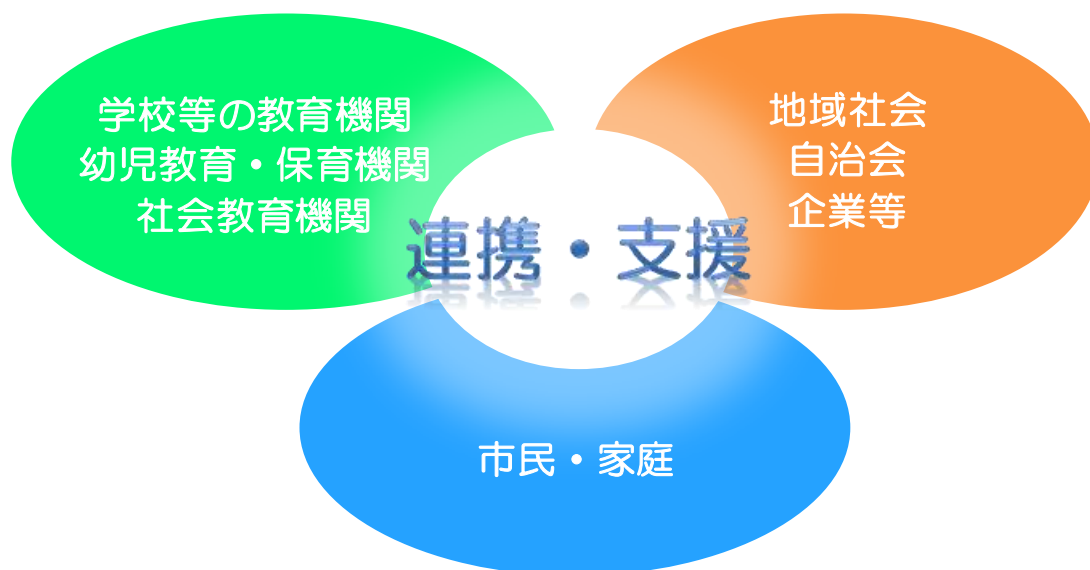 学校等の教育機関
幼児教育・保育機関
社会教育機関
地域社会
自治会
企業等
連携・支援
市民・家庭